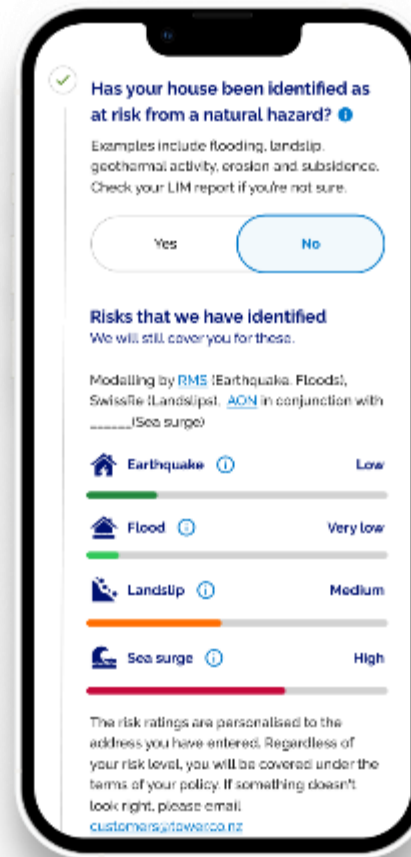 Has your house been identified as
at risk from a natural hazard?
Examples include flooding, landslip,
geothermal activity, erosion and subsidence.
Check your LIM report if you're not sure.
Yes No
Risks that we have identified
We will still cover you for these.
Modelling by RMS (Earthquake, Floods),
SwissRe (Landslips), AON in conjunction with
______(Sea surge)
Earthquake Low
Flood Very low
Landslip Medium
Sea surge High
The risk ratings are personalised to the
address you have entered. Regardless of
your risk level, you will be covered under the
terms of your policy. If something doesn't
look right, please email
customers@tower.co.nz